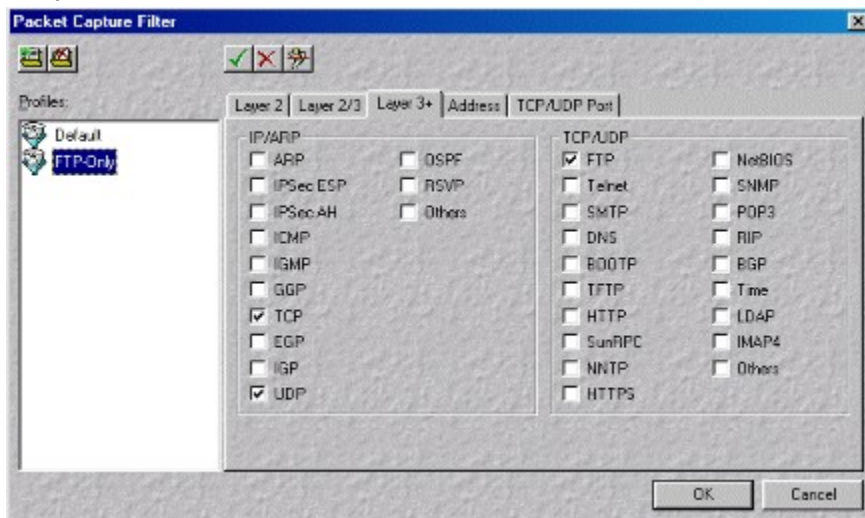 Packet Capture Filter
Profiles:
Default
FTP-Only
Layer 2
Layer 2/3
Layer 3+
Address
TCP/UDP Port
IP/ARP
ARP
IPSec ESP
IPSec AH
ICMP
IGMP
GGP
TCP
EGP
IGP
UDP
OSPF
RSVP
Others
TCP/UDP
FTP
Telnet
SMTP
DNS
BOOTP
TFTP
HTTP
SunRPC
NNTP
HTTPS
NetBIOS
SNMP
POP3
RIP
BGP
Time
LDAP
IMAP4
Others
OK
Cancel